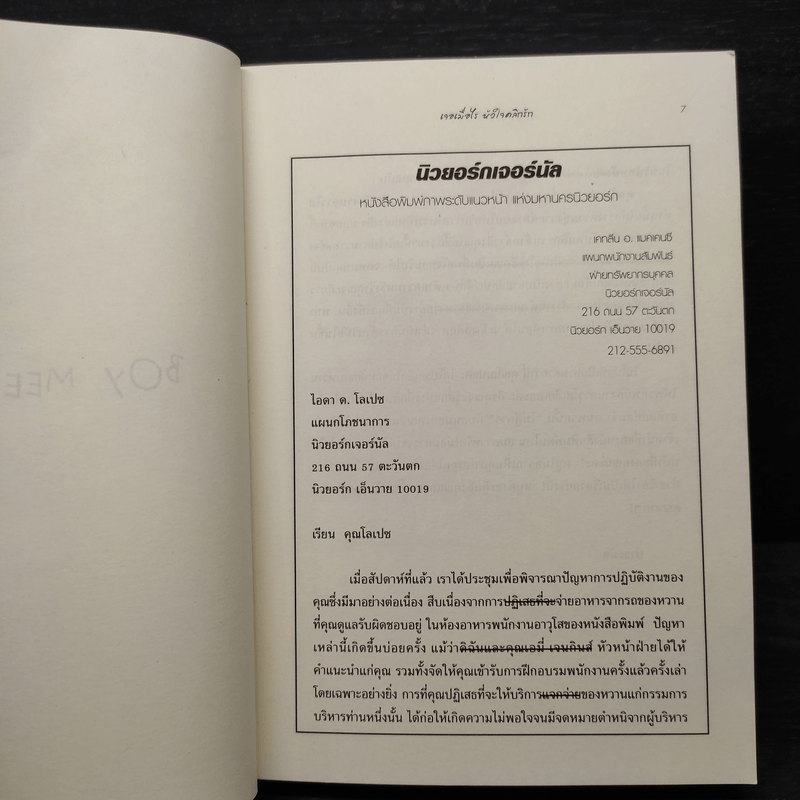 เจอเมื่อไร หัวใจคลิกรัก
7
นิวยอร์กเจอร์นัล
หนังสือพิมพ์ภาพระดับแนวหน้า แห่งมหานครนิวยอร์ก
เคทลีน อ. แมคเคนซี
แผนกพนักงานสัมพันธ์
ฝ่ายทรัพยากรบุคคล
นิวยอร์กเจอร์นัล
216 ถนน 57 ตะวันตก
นิวยอร์ก เอ็นวาย 10019
212-555-6891
ไอดา ด. โลเปซ
แผนกโภชนาการ
นิวยอร์กเจอร์นัล
216 ถนน 57 ตะวันตก
นิวยอร์ก เอ็นวาย 10019
เรียน คุณโลเปซ
เมื่อสัปดาห์ที่แล้ว เราได้ประชุมเพื่อพิจารณาปัญหาการปฏิบัติงานของ
คุณซึ่งมีมาอย่างต่อเนื่อง สืบเนื่องจากการปฏิเสธที่จะจ่ายอาหารจากรถของหวาน
ที่คุณดูแลรับผิดชอบอยู่ ในห้องอาหารพนักงานอาวุโสของหนังสือพิมพ์ ปัญหา
เหล่านี้เกิดขึ้นบ่อยครั้ง แม้ว่าดิฉันและคุณเอมี่ เจนกินส์ หัวหน้าฝ่ายได้ให้
คำแนะนำแก่คุณ รวมทั้งจัดให้คุณเข้ารับการฝึกอบรมพนักงานครั้งแล้วครั้งเล่า
โดยเฉพาะอย่างยิ่ง การที่คุณปฏิเสธที่จะให้บริการแจกจ่ายของหวานแก่กรรมการ
บริหารท่านหนึ่งนั้น ได้ก่อให้เกิดความไม่พอใจจนมีจดหมายตำหนิจากผู้บริหาร
BOY MEE